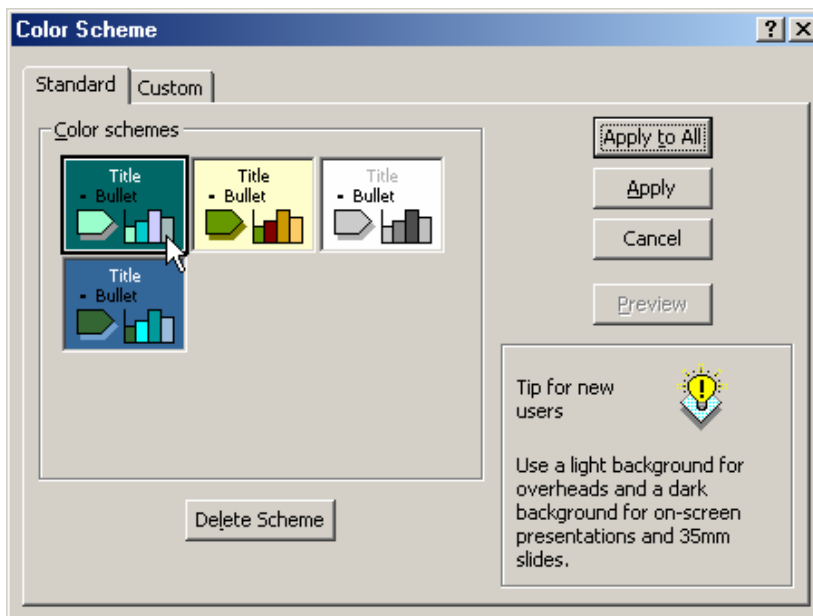 Color Scheme
Standard
Custom
Color schemes
Title
- Bullet
Title
- Bullet
Title
- Bullet
Title
- Bullet
Apply to All
Apply
Cancel
Preview
Tip for new
users
Use a light background for
overheads and a dark
background for on-screen
presentations and 35mm
slides.
Delete Scheme